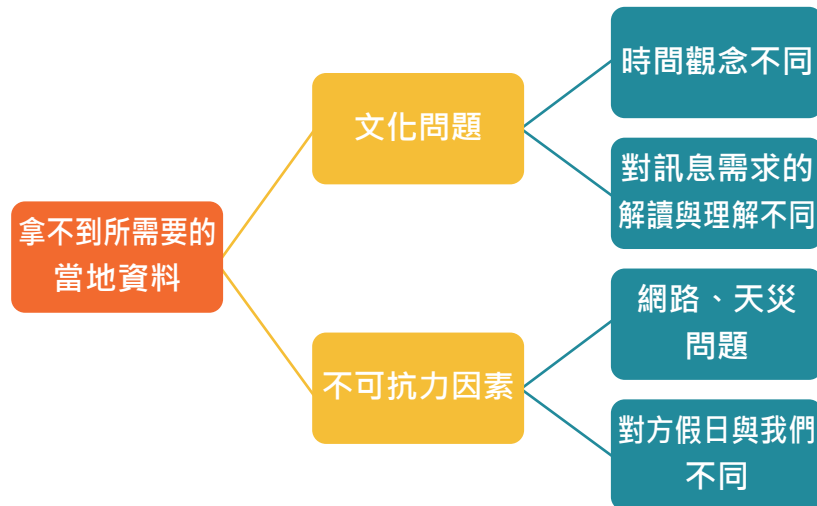 拿不到所需要的
當地資料
文化問題
時間觀念不同
對訊息需求的
解讀與理解不同
不可抗力因素
網路、天災
問題
對方假日與我們
不同